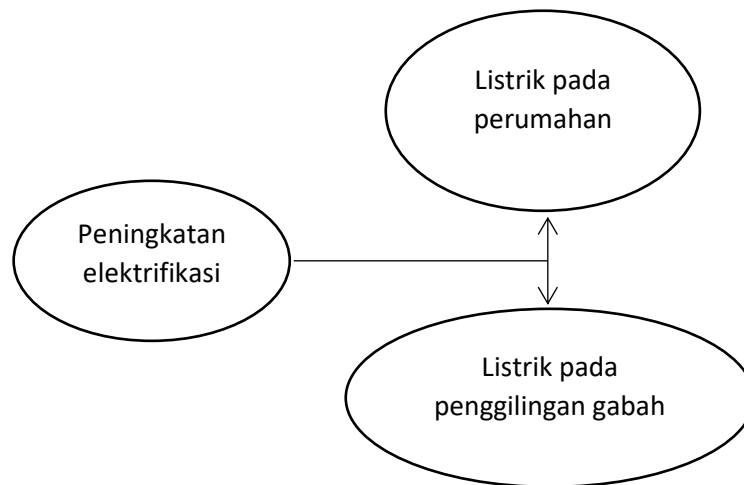 Listrik pada
perumahan
Peningkatan
elektrifikasi
Listrik pada
penggilingan gabah